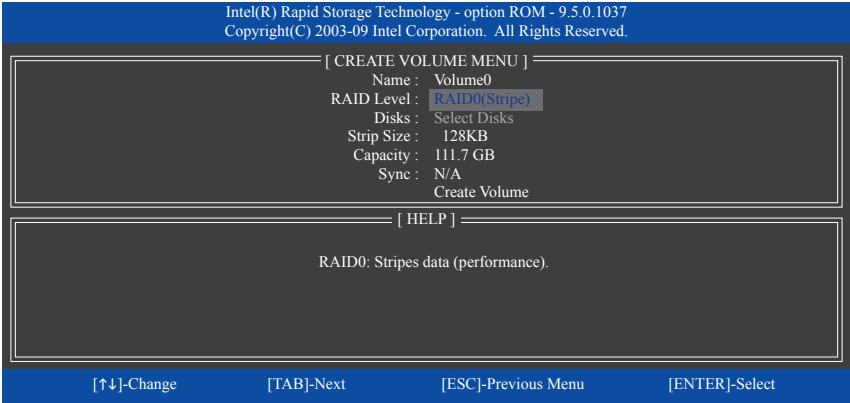 Intel(R) Rapid Storage Technology - option ROM - 9.5.0.1037
Copyright(C) 2003-09 Intel Corporation. All Rights Reserved.
[ CREATE VOLUME MENU ]
Name : Volume0
RAID Level : RAID0(Stripe)
Disks : Select Disks
Strip Size : 128KB
Capacity : 111.7 GB
Sync : N/A
Create Volume
[ HELP ]
RAID0: Stripes data (performance).
[↑↓]-Change [TAB]-Next [ESC]-Previous Menu [ENTER]-Select